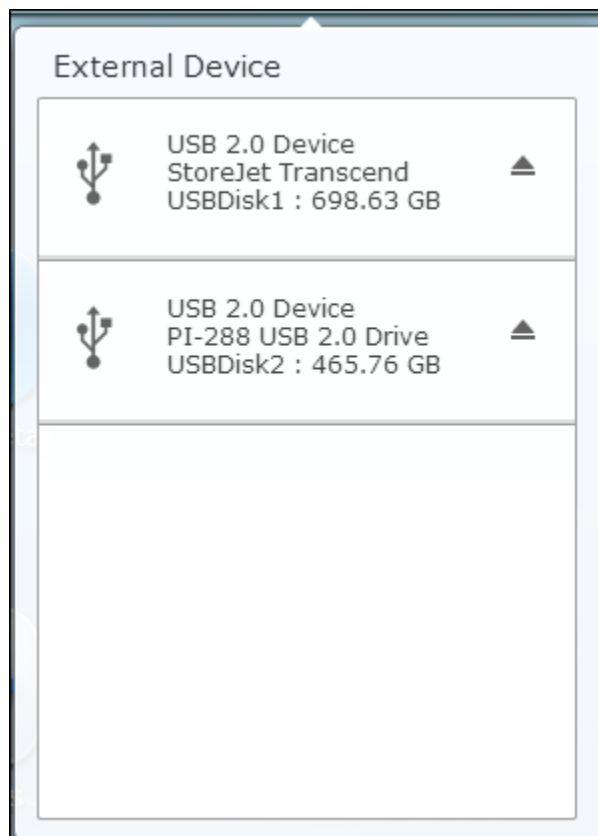 External Device
USB 2.0 Device
StoreJet Transcend
USBDisk1 : 698.63 GB
USB 2.0 Device
PI-288 USB 2.0 Drive
USBDisk2 : 465.76 GB